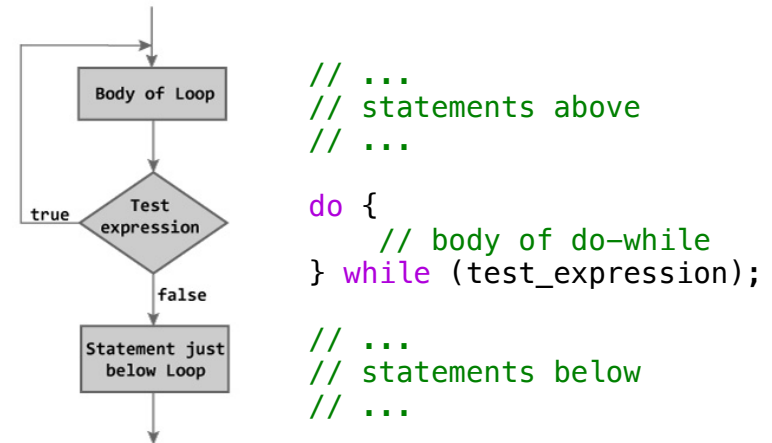 Body of Loop
Test
expression
true
false
Statement just
below Loop
// ...
// statements above
// ...
do {
    // body of do-while
} while (test_expression);
// ...
// statements below
// ...